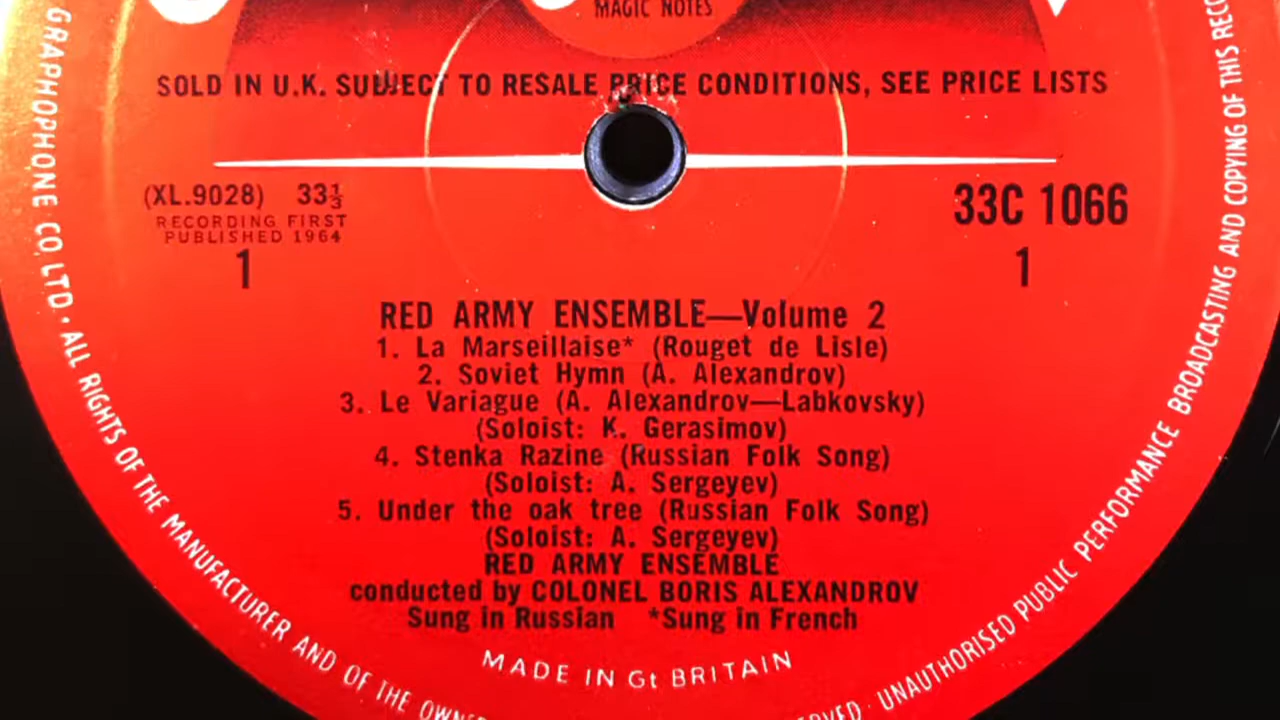 MAGIC NOTES
SOLD IN U.K. SUBJECT TO RESALE PRICE CONDITIONS, SEE PRICE LISTS
(XL.9028) 33⅓
RECORDING FIRST
PUBLISHED 1964
1
33C 1066
1
RED ARMY ENSEMBLE—Volume 2
1. La Marseillaise* (Rouget de Lisle)
2. Soviet Hymn (A. Alexandrov)
3. Le Variague (A. Alexandrov—Labkovsky)
(Soloist: K. Gerasimov)
4. Stenka Razine (Russian Folk Song)
(Soloist: A. Sergeyev)
5. Under the oak tree (Russian Folk Song)
(Soloist: A. Sergeyev)
RED ARMY ENSEMBLE
conducted by COLONEL BORIS ALEXANDROV
Sung in Russian *Sung in French
MADE IN Gt BRITAIN
GRAPHOPHONE CO. LTD. • ALL RIGHTS OF THE MANUFACTURER AND OF THE
UNAUTHORISED PUBLIC PERFORMANCE BROADCASTING AND COPYING OF THIS